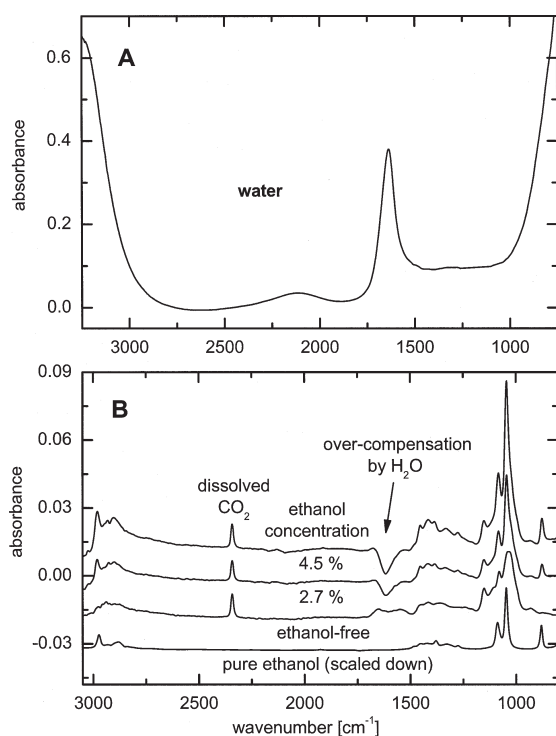 A
0.6
0.4
0.2
0.0
absorbance
water
3000
2500
2000
1500
1000
B
0.09
0.06
0.03
0.00
-0.03
absorbance
over-compensation
by H₂O
dissolved
CO₂
ethanol
concentration
4.5 %
2.7 %
ethanol-free
pure ethanol (scaled down)
3000
2500
2000
1500
1000
wavenumber [cm⁻¹]